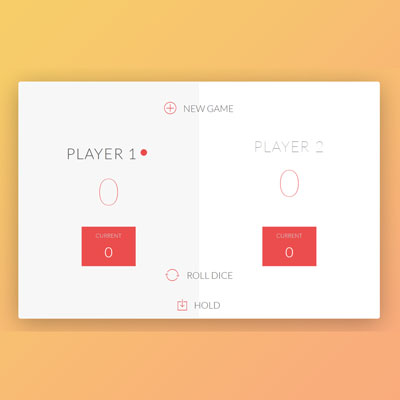 NEW GAME
PLAYER 1
0
CURRENT
0
PLAYER 2
0
CURRENT
0
ROLL DICE
HOLD